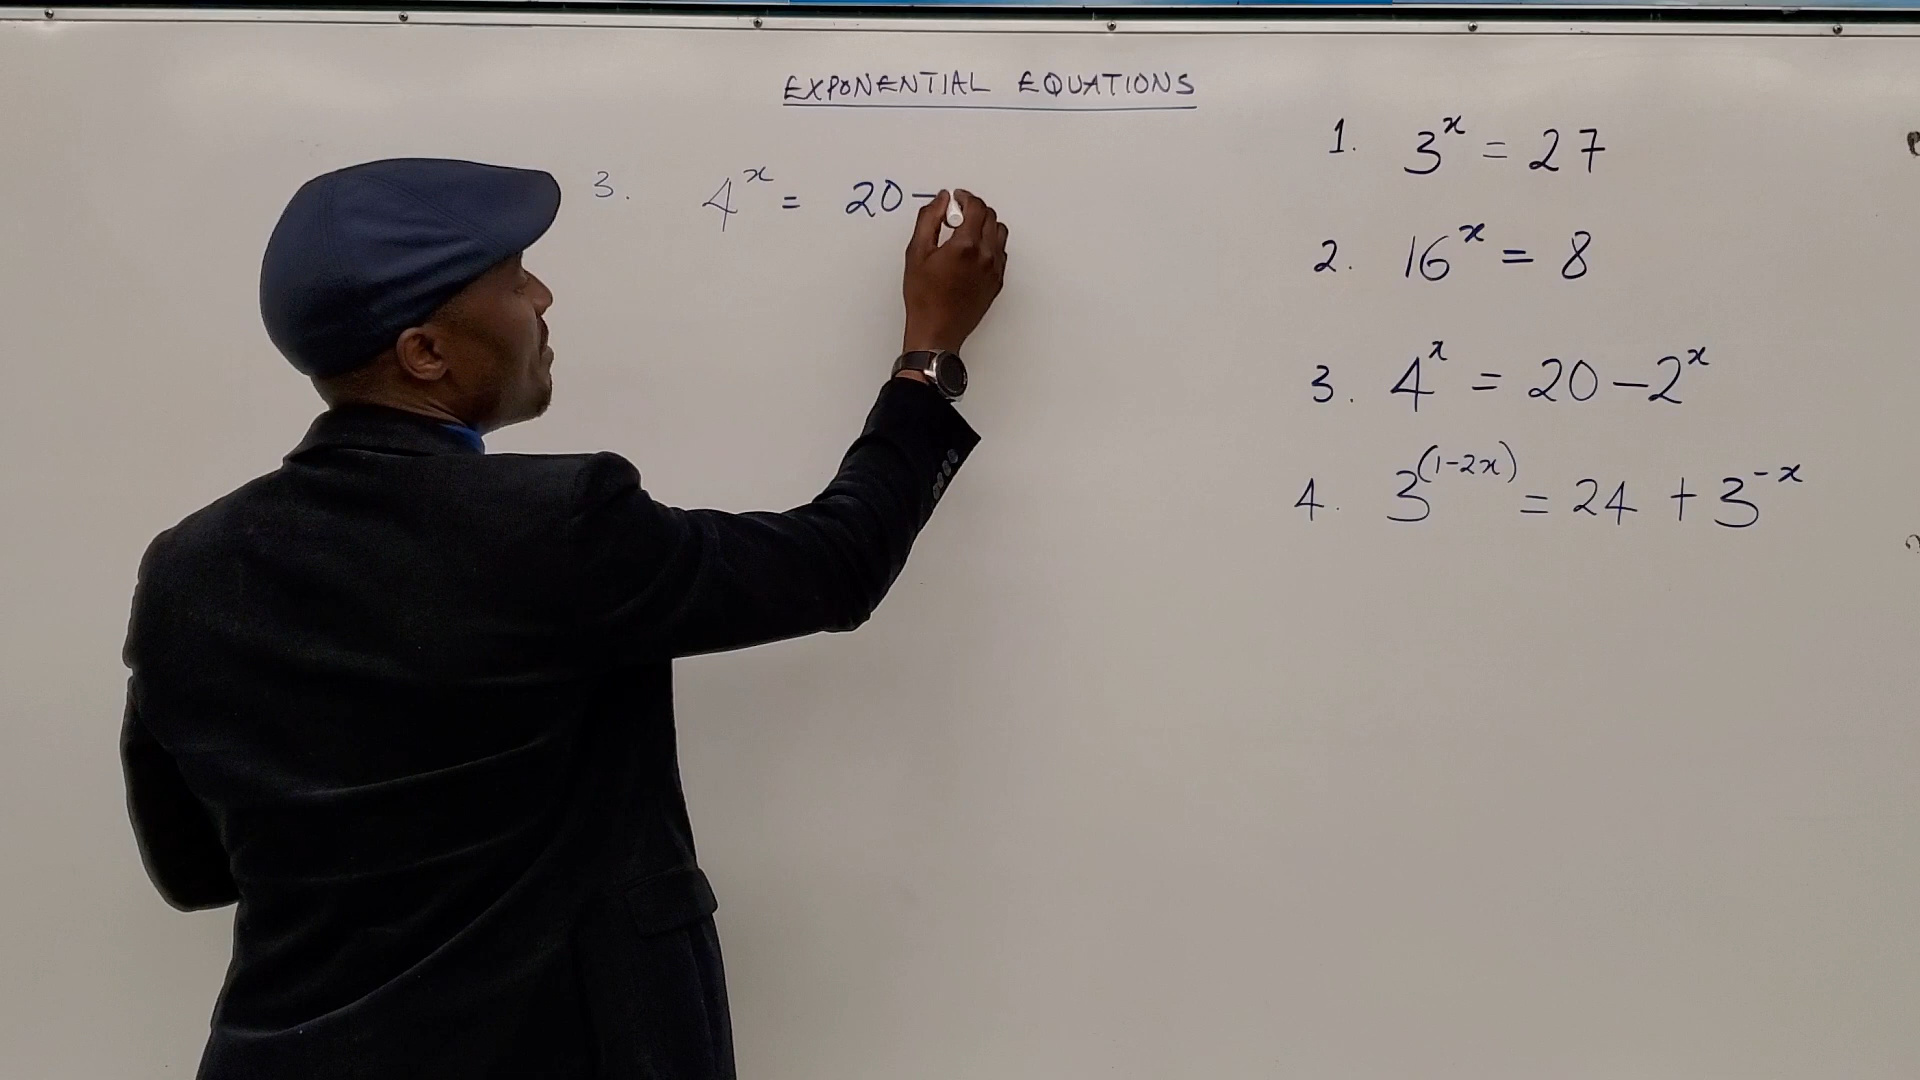 EXPONENTIAL EQUATIONS
3. 4^x = 20 -
1. 3^x = 27
2. 16^x = 8
3. 4^x = 20 - 2^x
4. 3^(1-2x) = 24 + 3^-x